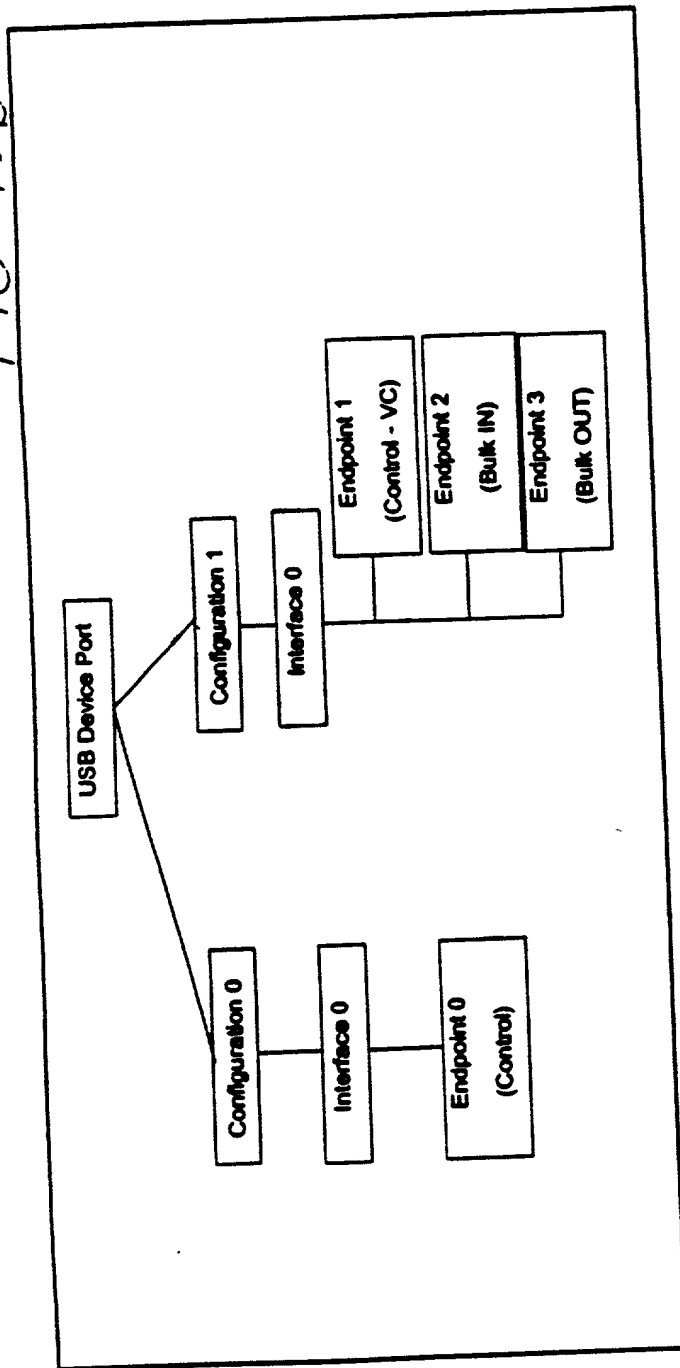 USB Device Port
Configuration 0
Interface 0
Endpoint 0
(Control)
Configuration 1
Interface 0
Endpoint 1
(Control - VC)
Endpoint 2
(Bulk IN)
Endpoint 3
(Bulk OUT)